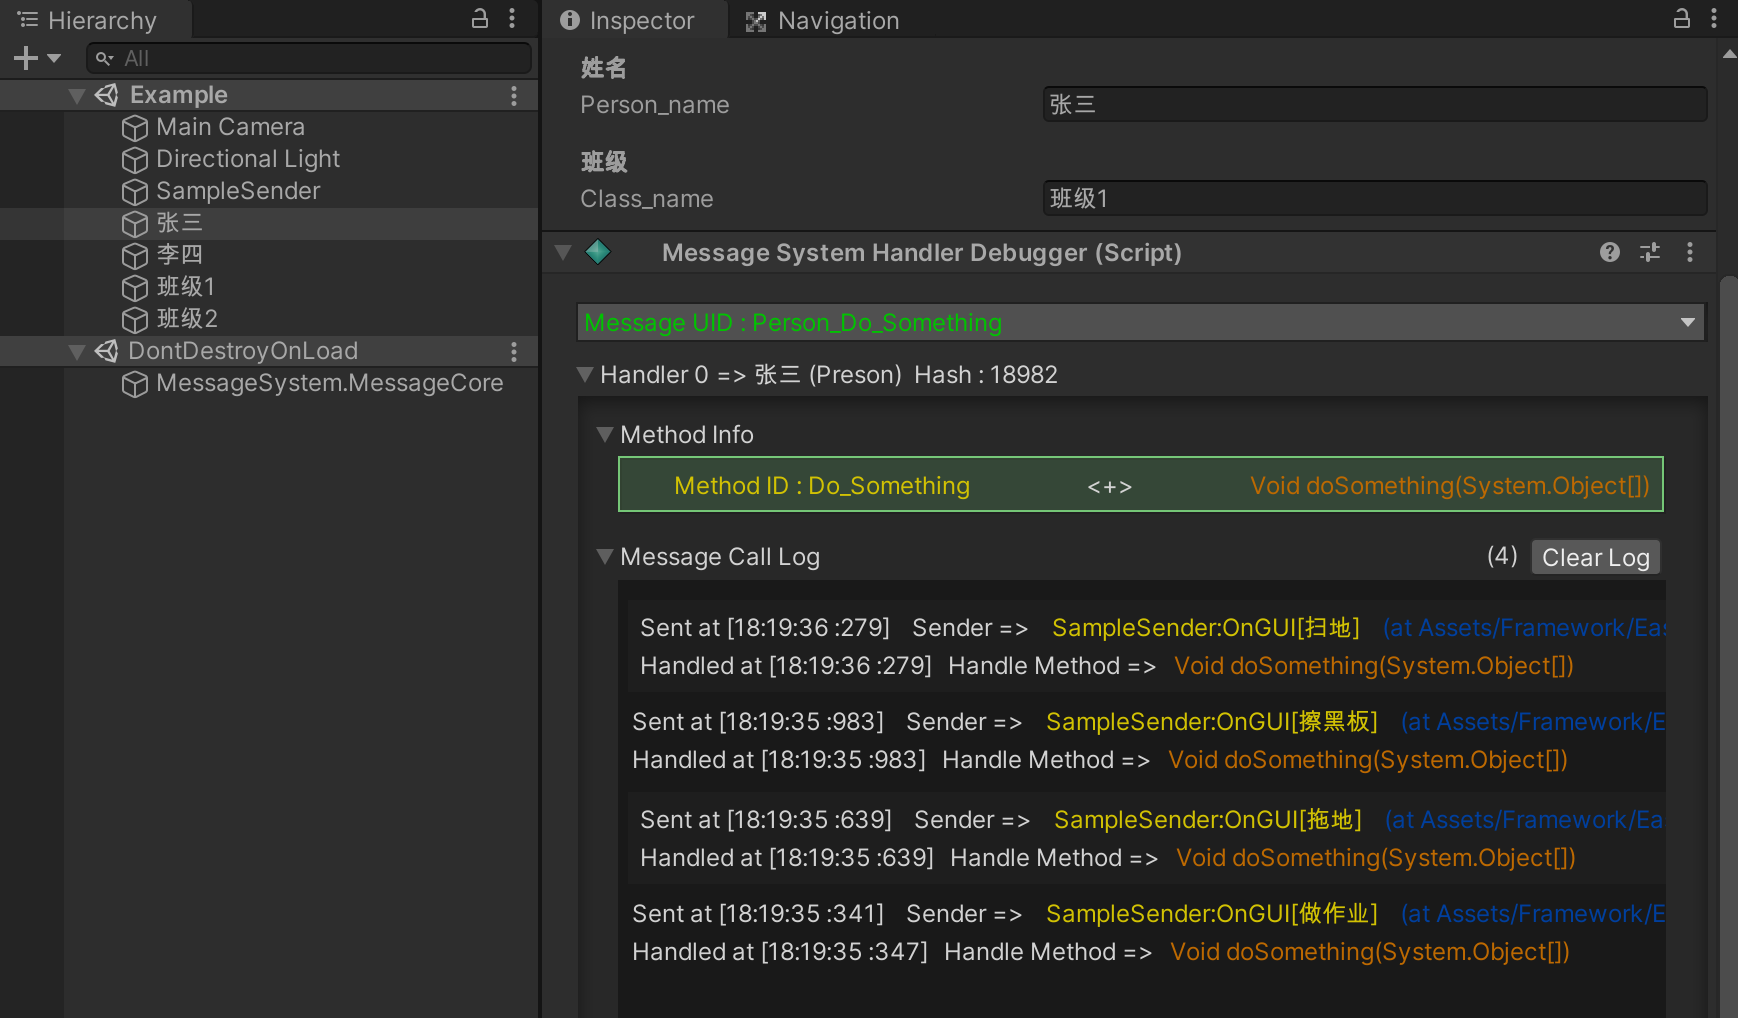 Hierarchy
All
Example
Main Camera
Directional Light
SampleSender
张三
李四
班级1
班级2
DontDestroyOnLoad
MessageSystem.MessageCore
Inspector
Navigation
姓名
Person_name
张三
班级
Class_name
班级1
Message System Handler Debugger (Script)
Message UID : Person_Do_Something
Handler 0 => 张三 (Preson) Hash : 18982
Method Info
Method ID : Do_Something <+> Void doSomething(System.Object[])
Message Call Log (4) Clear Log
Sent at [18:19:36 :279] Sender => SampleSender:OnGUI[扫地] (at Assets/Framework/Eas
Handled at [18:19:36 :279] Handle Method => Void doSomething(System.Object[])
Sent at [18:19:35 :983] Sender => SampleSender:OnGUI[擦黑板] (at Assets/Framework/E
Handled at [18:19:35 :983] Handle Method => Void doSomething(System.Object[])
Sent at [18:19:35 :639] Sender => SampleSender:OnGUI[拖地] (at Assets/Framework/Ea
Handled at [18:19:35 :639] Handle Method => Void doSomething(System.Object[])
Sent at [18:19:35 :341] Sender => SampleSender:OnGUI[做作业] (at Assets/Framework/E
Handled at [18:19:35 :347] Handle Method => Void doSomething(System.Object[])